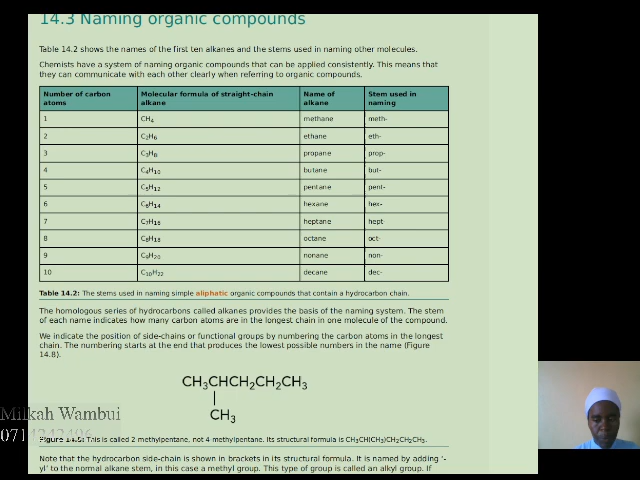 14.3 Naming organic compounds
Table 14.2 shows the names of the first ten alkanes and the stems used in naming other molecules.
Chemists have a system of naming organic compounds that can be applied consistently. This means that
they can communicate with each other clearly when referring to organic compounds.
Number of carbon atoms | Molecular formula of straight-chain alkane | Name of alkane | Stem used in naming
1 | CH₄ | methane | meth-
2 | C₂H₆ | ethane | eth-
3 | C₃H₈ | propane | prop-
4 | C₄H₁₀ | butane | but-
5 | C₅H₁₂ | pentane | pent-
6 | C₆H₁₄ | hexane | hex-
7 | C₇H₁₆ | heptane | hept-
8 | C₈H₁₈ | octane | oct-
9 | C₉H₂₀ | nonane | non-
10 | C₁₀H₂₂ | decane | dec-
Table 14.2: The stems used in naming simple aliphatic organic compounds that contain a hydrocarbon chain.
The homologous series of hydrocarbons called alkanes provides the basis of the naming system. The stem
of each name indicates how many carbon atoms are in the longest chain in one molecule of the compound.
We indicate the position of side-chains or functional groups by numbering the carbon atoms in the longest
chain. The numbering starts at the end that produces the lowest possible numbers in the name (Figure
14.8).
CH₃CHCH₂CH₂CH₃
CH₃
Milkah Wambui
This is called 2-methylpentane, not 4-methylpentane. Its structural formula is CH₃CH(CH₃)CH₂CH₂CH₃.
Note that the hydrocarbon side-chain is shown in brackets in its structural formula. It is named by adding ‘-
yl’ to the normal alkane stem, in this case a methyl group. This type of group is called an alkyl group. If